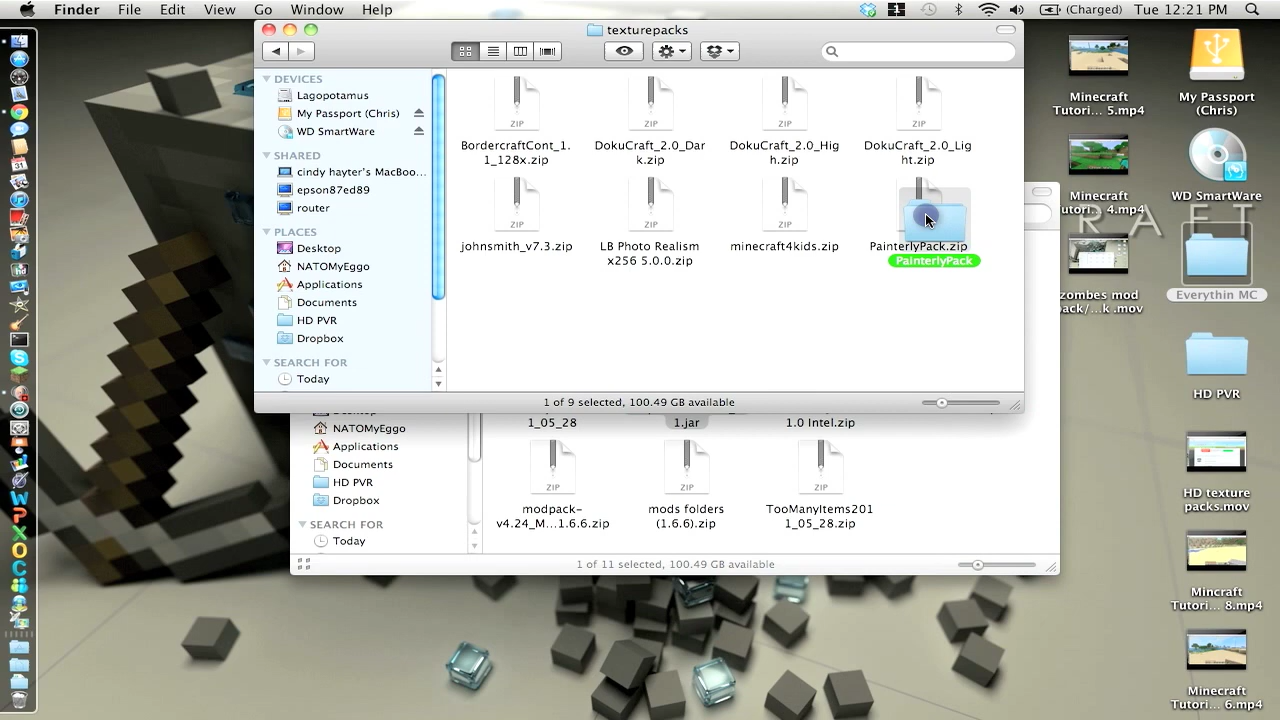 Finder File Edit View Go Window Help
(Charged) Tue 12:21 PM
texturepacks
DEVICES
Lagopotamus
My Passport (Chris)
WD SmartWare
SHARED
cindy hayter's Macboo...
epson87ed89
router
PLACES
Desktop
NATOMyEggo
Applications
Documents
HD PVR
Dropbox
SEARCH FOR
Today
ZIP ZIP ZIP ZIP
BordercraftCont_1. DokuCraft_2.0_Dar DokuCraft_2.0_Hig DokuCraft_2.0_Lig
1_128x.zip k.zip h.zip ht.zip
ZIP ZIP ZIP
johnsmith_v7.3.zip LB Photo Realism minecraft4kids.zip PainterlyPack.zip
x256 5.0.0.zip PainterlyPack
1 of 9 selected, 100.49 GB available
NATOMyEggo
Applications
Documents
HD PVR
Dropbox
SEARCH FOR
Today
1_05_28 1.jar 1.0 Intel.zip
ZIP ZIP ZIP
modpack- mods folders TooManyItems201
v4.24_M...1.6.6.zip (1.6.6).zip 1_05_28.zip
1 of 11 selected, 100.49 GB available
RAFT
Minecraft
Tutori... 5.mp4
Minecraft
utori... 4.mp4
zombes mod
pack/...k .mov
My Passport
(Chris)
WD SmartWare
Everythin MC
HD PVR
HD texture
packs.mov
Mincraft
Tutori... 8.mp4
Minecraft
Tutori... 6.mp4